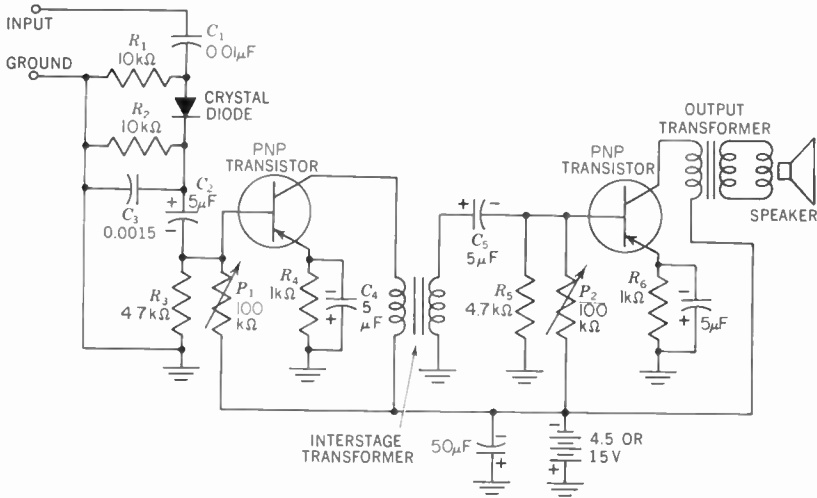 INPUT
C1
0.01µF
GROUND
R1
10kΩ
CRYSTAL
DIODE
R2
10kΩ
PNP
TRANSISTOR
C2
5µF
C3
0.0015
+
-
R3
4.7kΩ
P1
100
kΩ
R4
1kΩ
-
+
C4
5
µF
INTERSTAGE
TRANSFORMER
+ -
C5
5µF
R5
4.7kΩ
P2
100
kΩ
PNP
TRANSISTOR
OUTPUT
TRANSFORMER
SPEAKER
R6
1kΩ
-
+
5µF
50µF
-
+
-
+
4.5 OR
15V